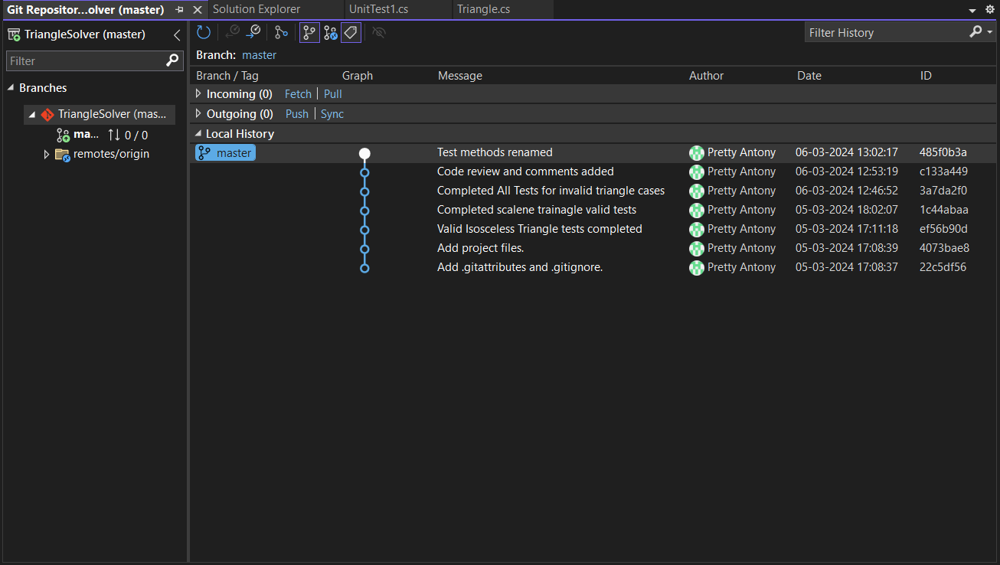 Git Repositor...olver (master)
Solution Explorer
UnitTest1.cs
Triangle.cs
TriangleSolver (master)
Filter
Branches
TriangleSolver (mas...
ma... 0 / 0
remotes/origin
Filter History
Branch: master
Branch / Tag Graph Message Author Date ID
Incoming (0) Fetch | Pull
Outgoing (0) Push | Sync
Local History
master Test methods renamed Pretty Antony 06-03-2024 13:02:17 485f0b3a
Code review and comments added Pretty Antony 06-03-2024 12:53:19 c133a449
Completed All Tests for invalid triangle cases Pretty Antony 06-03-2024 12:46:52 3a7da2f0
Completed scalene trainagle valid tests Pretty Antony 05-03-2024 18:02:07 1c44abaa
Valid Isosceless Triangle tests completed Pretty Antony 05-03-2024 17:11:18 ef56b90d
Add project files. Pretty Antony 05-03-2024 17:08:39 4073bae8
Add .gitattributes and .gitignore. Pretty Antony 05-03-2024 17:08:37 22c5df56